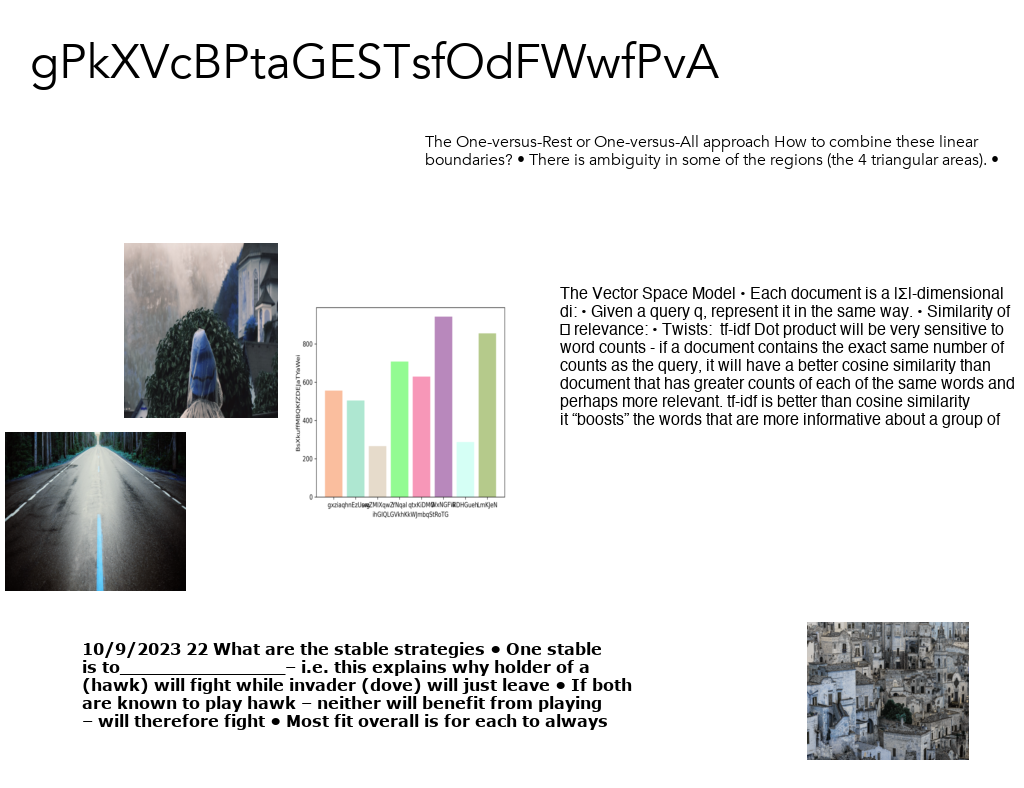 gPkXVcBPtaGESTsfOdFWwfPvA
The One-versus-Rest or One-versus-All approach How to combine these linear
boundaries? • There is ambiguity in some of the regions (the 4 triangular areas). •
The Vector Space Model • Each document is a |Σ|-dimensional
di: • Given a query q, represent it in the same way. • Similarity of
□ relevance: • Twists: tf-idf Dot product will be very sensitive to
word counts - if a document contains the exact same number of
counts as the query, it will have a better cosine similarity than
document that has greater counts of each of the same words and
perhaps more relevant. tf-idf is better than cosine similarity
it “boosts” the words that are more informative about a group of
800
600
400
200
0
10/9/2023 22 What are the stable strategies • One stable
is to_________________– i.e. this explains why holder of a
(hawk) will fight while invader (dove) will just leave • If both
are known to play hawk – neither will benefit from playing
– will therefore fight • Most fit overall is for each to always